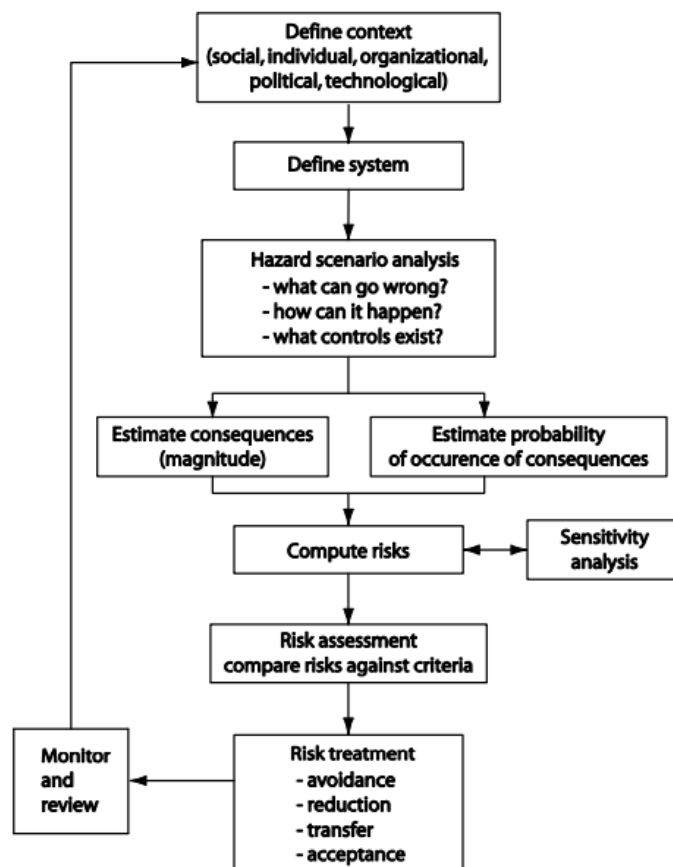 Define context
(social, individual, organizational,
political, technological)
Define system
Hazard scenario analysis
- what can go wrong?
- how can it happen?
- what controls exist?
Estimate consequences
(magnitude)
Estimate probability
of occurence of consequences
Compute risks
Sensitivity
analysis
Risk assessment
compare risks against criteria
Monitor
and
review
Risk treatment
- avoidance
- reduction
- transfer
- acceptance